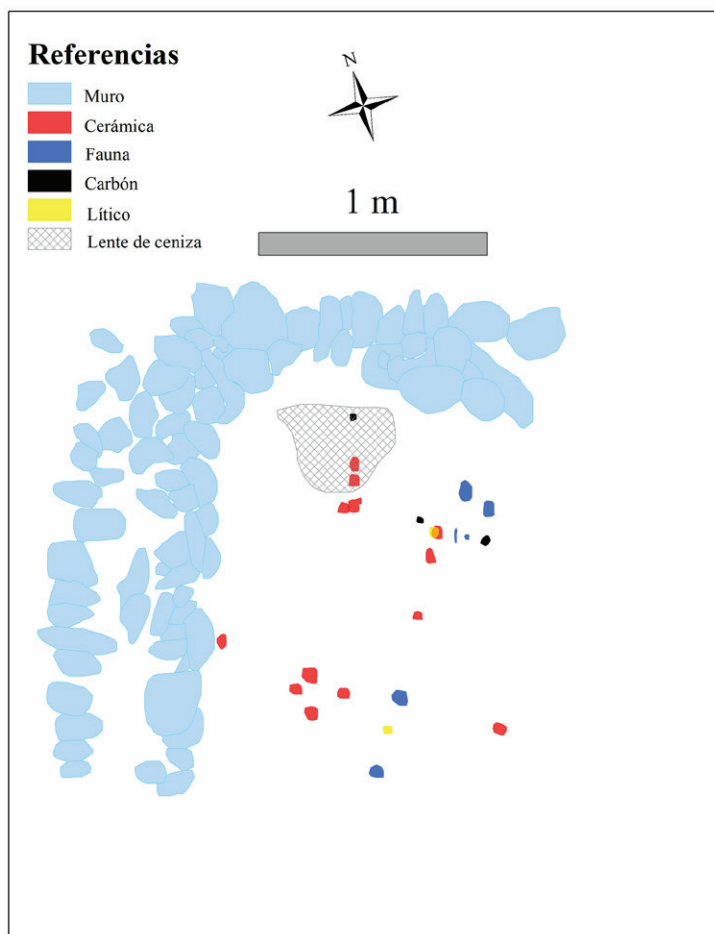 Referencias
Muro
Cerámica
Fauna
Carbón
Lítico
Lente de ceniza
N
1 m